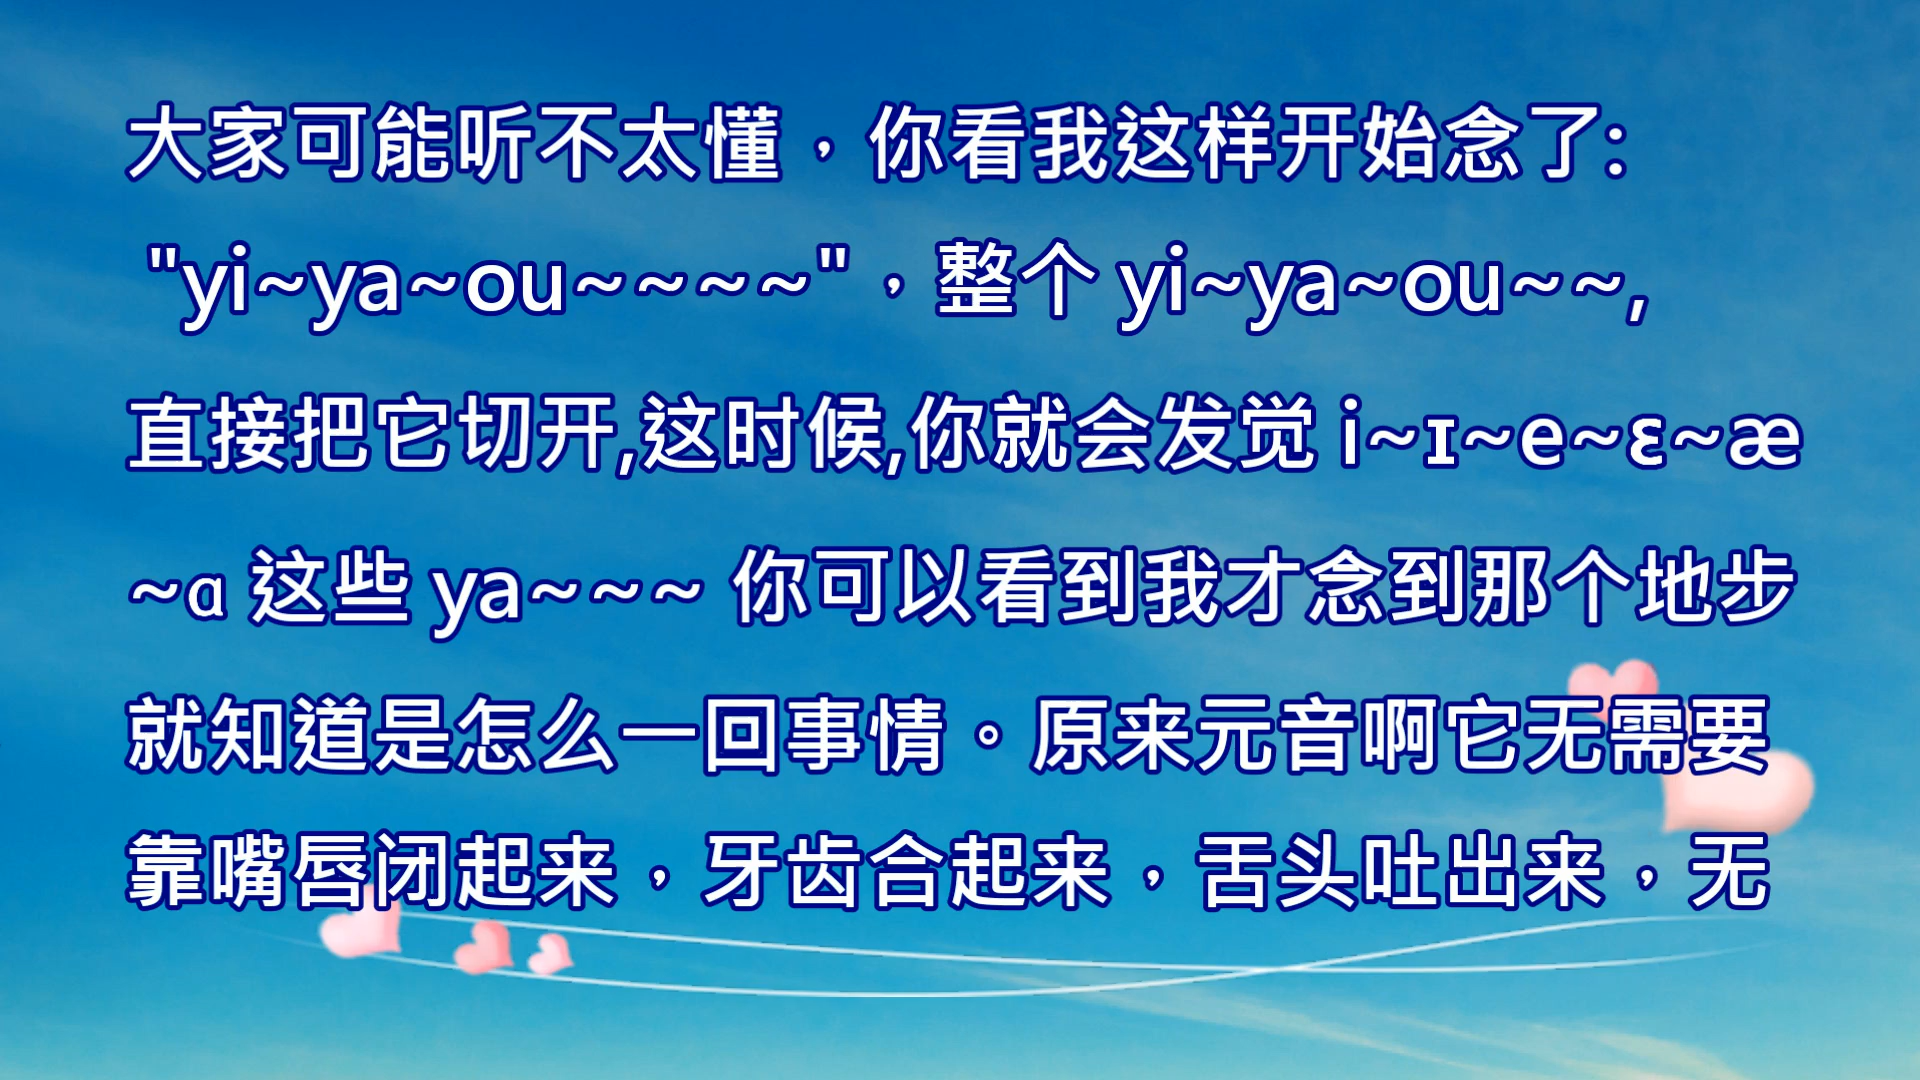 大家可能听不太懂，你看我这样开始念了:
"yi~ya~ou~~~~"，整个 yi~ya~ou~~,
直接把它切开,这时候,你就会发觉 i~ɪ~e~ɛ~æ
~ɑ 这些 ya~~~ 你可以看到我才念到那个地步
就知道是怎么一回事情。原来元音啊它无需要
靠嘴唇闭起来，牙齿合起来，舌头吐出来，无